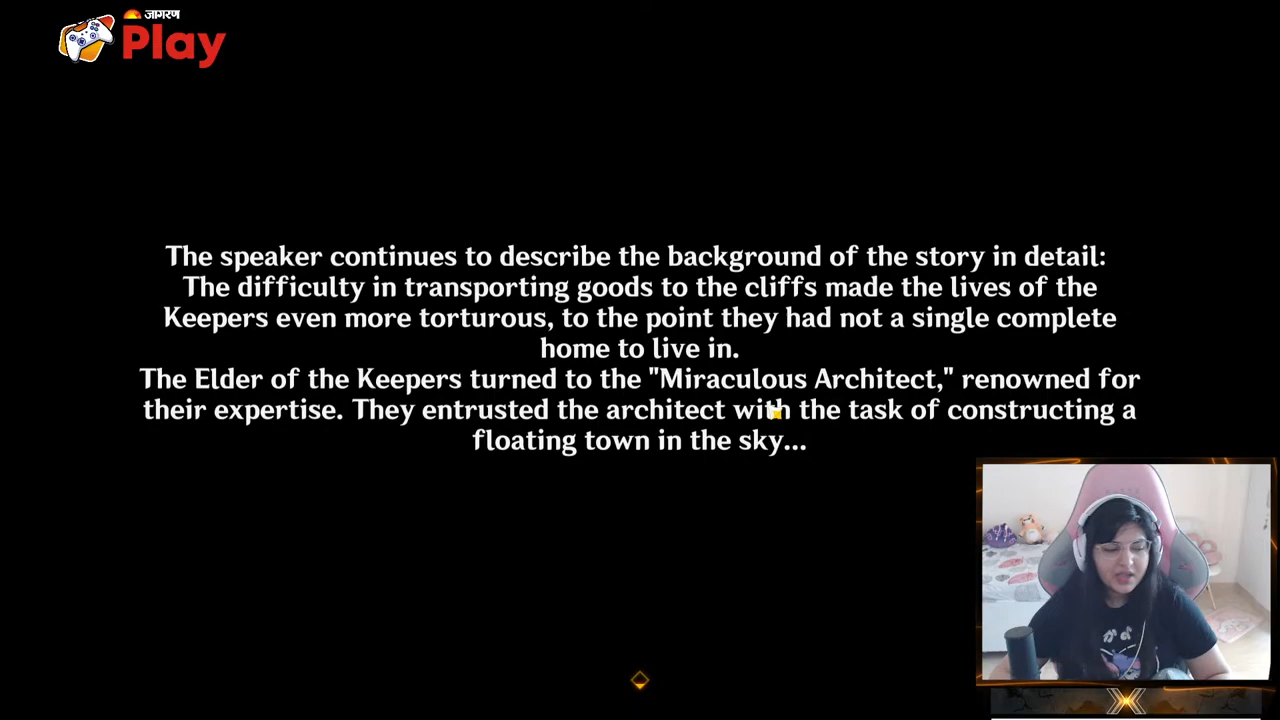 जागरण
Play
The speaker continues to describe the background of the story in detail:
The difficulty in transporting goods to the cliffs made the lives of the
Keepers even more torturous, to the point they had not a single complete
home to live in.
The Elder of the Keepers turned to the "Miraculous Architect," renowned for
their expertise. They entrusted the architect with the task of constructing a
floating town in the sky...